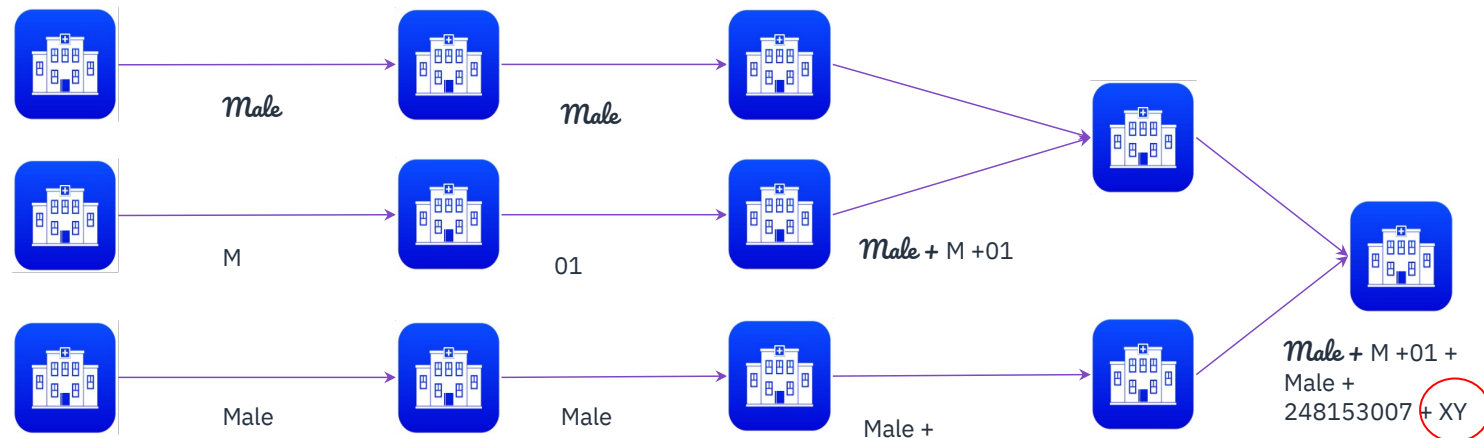 Male
Male
M
01
Male + M +01
Male
Male
Male +
Male + M +01 +
Male +
248153007 + XY